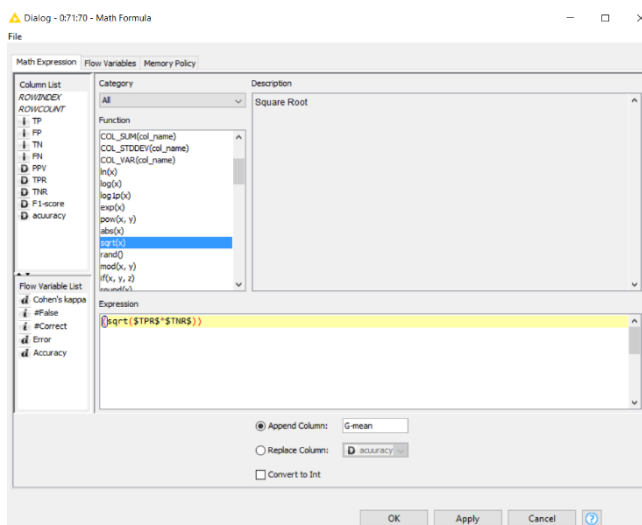 Dialog - 0:71:70 - Math Formula
File
Math Expression Flow Variables Memory Policy
Column List
ROWINDEX
ROWCOUNT
I TP
I FP
I TN
I FN
D PPV
D TPR
D TNR
D F1-score
D acuuracy
Category
All
Function
COL_SUM(col_name)
COL_STDDEV(col_name)
COL_VAR(col_name)
ln(x)
log(x)
log1p(x)
exp(x)
pow(x, y)
abs(x)
sqrt(x)
rand()
mod(x, y)
if(x, y, z)
round(x)
Description
Square Root
Flow Variable List
d Cohen's kappa
i #False
i #Correct
d Error
d Accuracy
Expression
(sqrt($TPR$*$TNR$))
Append Column: G-mean
Replace Column: D acuuracy
Convert to Int
OK Apply Cancel ?